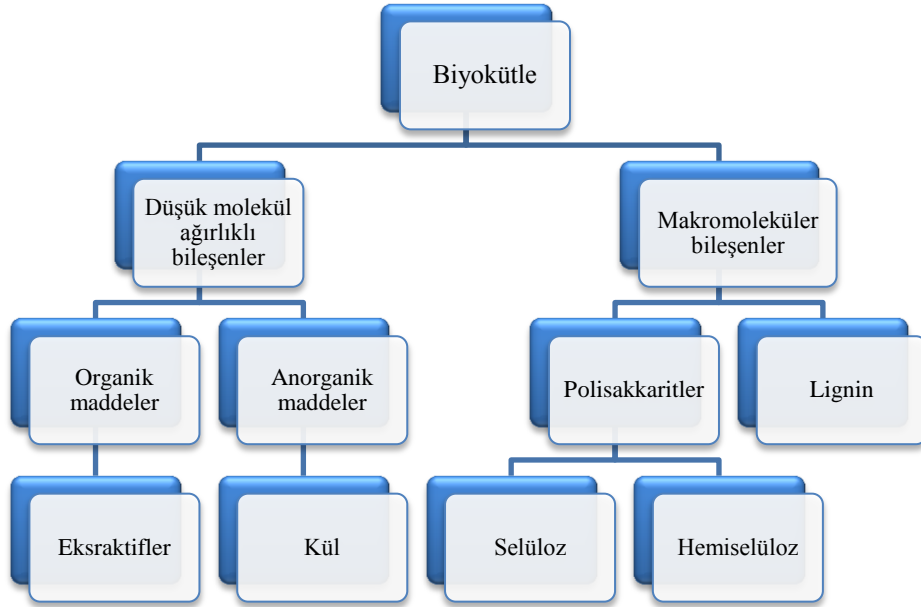 Biyokütle
Düşük molekül
ağırlıklı
bileşenler
Makromoleküler
bileşenler
Organik
maddeler
Anorganik
maddeler
Polisakkaritler
Lignin
Eksraktifler
Kül
Selüloz
Hemiselüloz